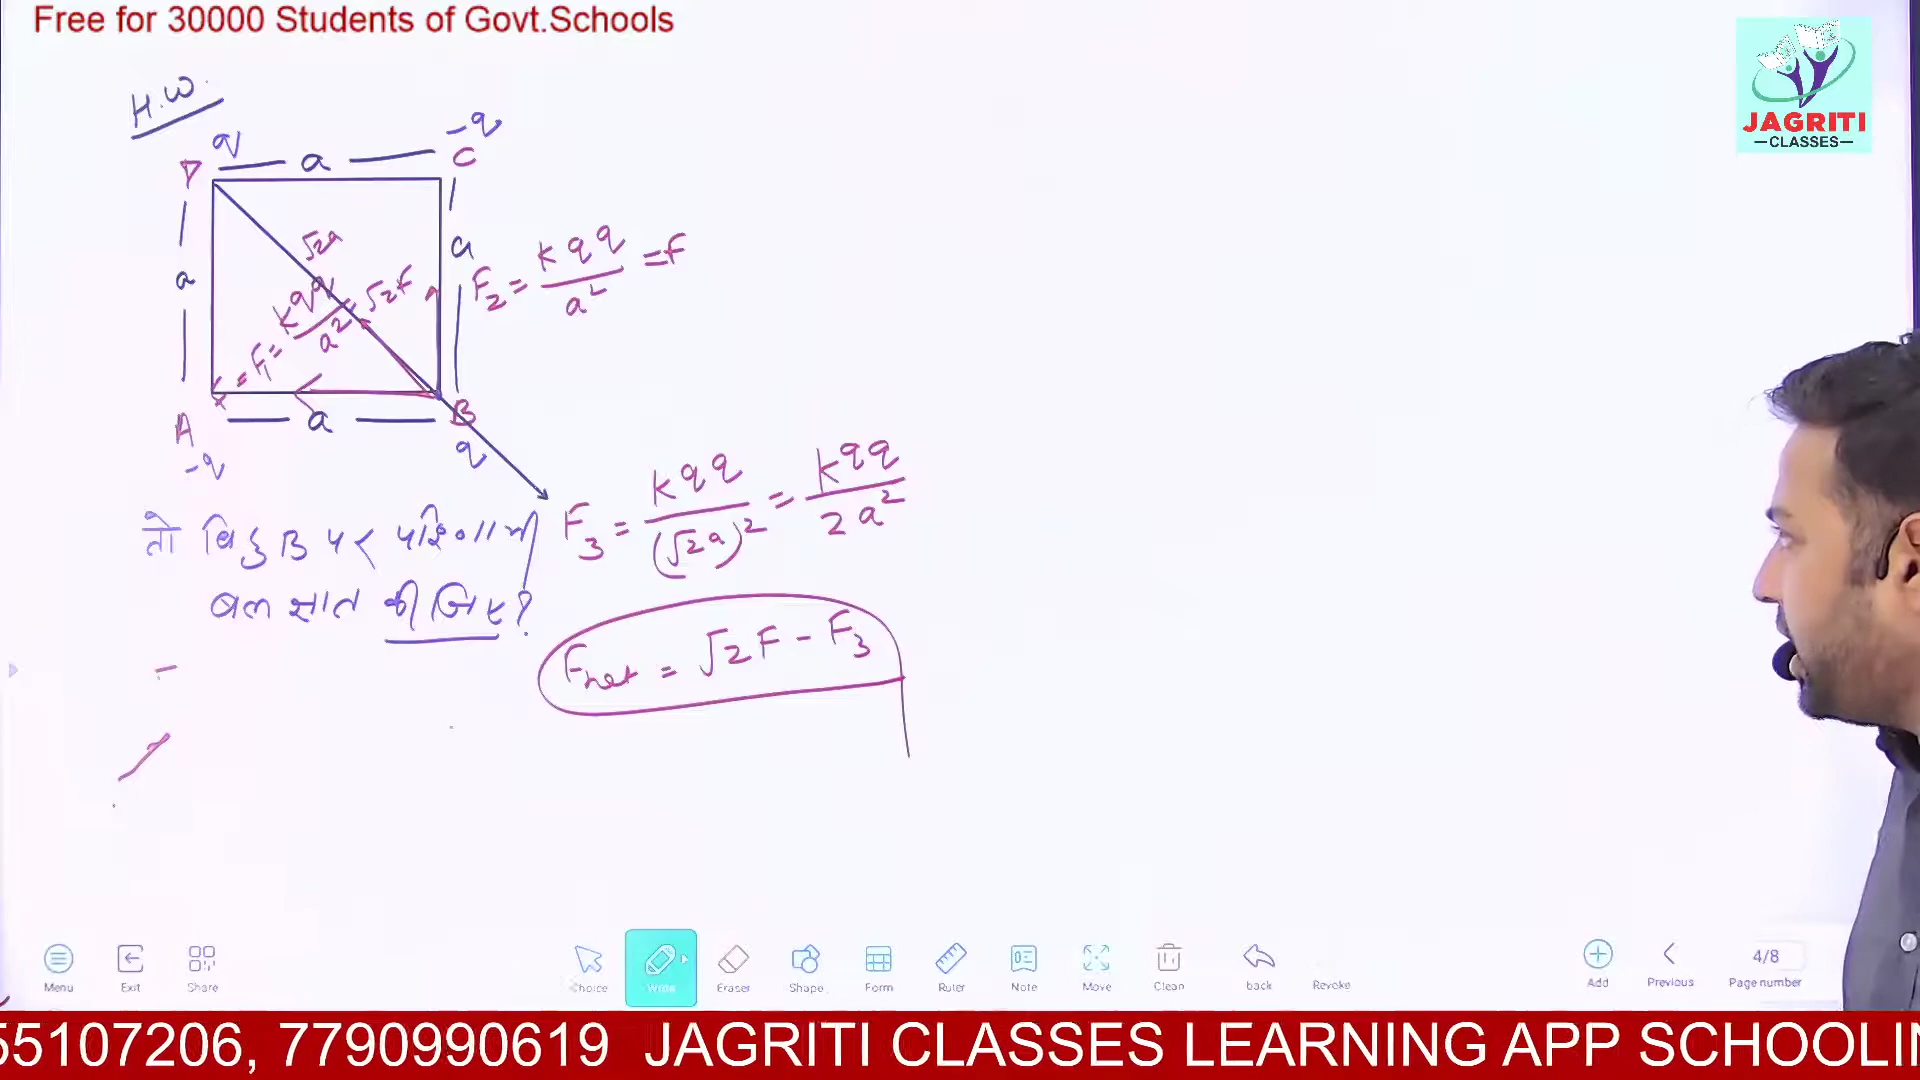 Free for 30000 Students of Govt.Schools
JAGRITI
—CLASSES—
H.W.
q
-q
D
a
C
a
a
√2a
F₁ = kqq/a² = F
√2F
F₂ = kqq/a² = F
A
a
B
-q
q
तो बिंदु B पर परिणामी
बल ज्ञात कीजिए?
F₃ = kqq/(√2a)² = kqq/2a²
Fnet = √2F - F₃
Menu
Exit
Share
Choice
Write
Eraser
Shape
Form
Ruler
Note
Move
Clean
back
Revoke
Add
Previous
4/8
Page number
55107206, 7790990619 JAGRITI CLASSES LEARNING APP SCHOOLIN